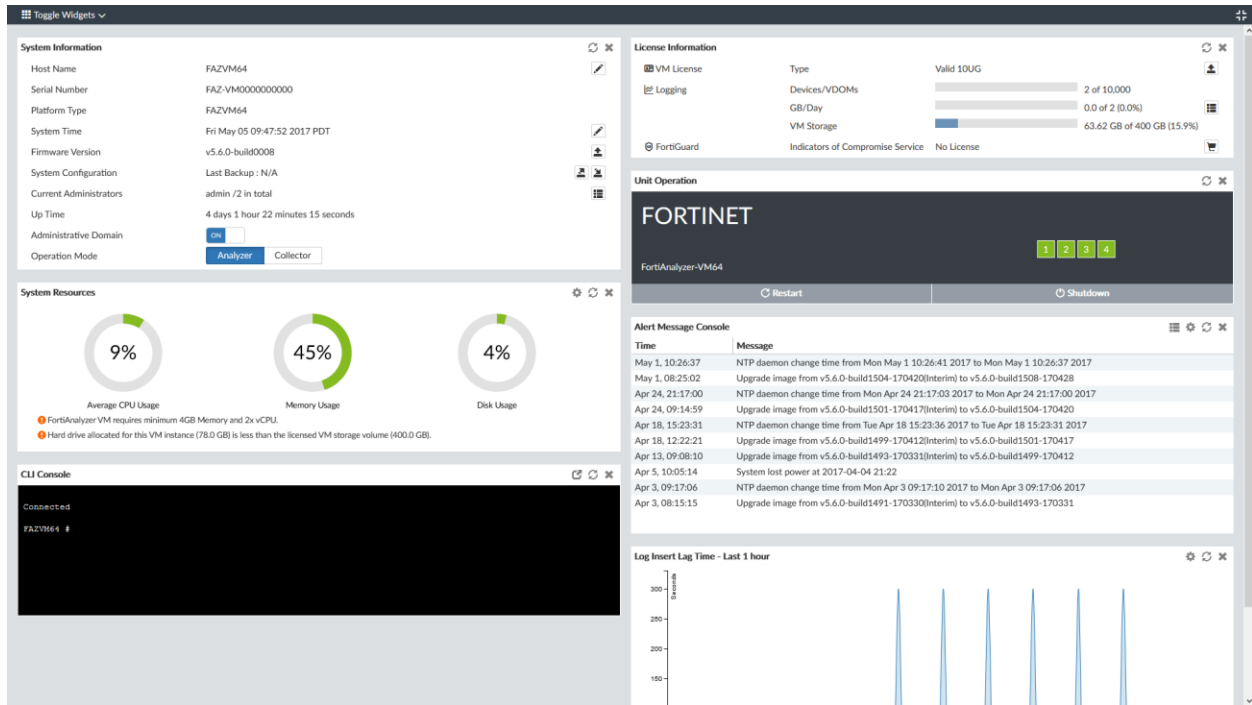 Toggle Widgets
System Information
Host Name FAZVM64
Serial Number FAZ-VM0000000000
Platform Type FAZVM64
System Time Fri May 05 09:47:52 2017 PDT
Firmware Version v5.6.0-build0008
System Configuration Last Backup : N/A
Current Administrators admin /2 in total
Up Time 4 days 1 hour 22 minutes 15 seconds
Administrative Domain ON
Operation Mode Analyzer Collector
System Resources
9% 45% 4%
Average CPU Usage Memory Usage Disk Usage
FortiAnalyzer VM requires minimum 4GB Memory and 2x vCPU.
Hard drive allocated for this VM instance (78.0 GB) is less than the licensed VM storage volume (400.0 GB).
CLI Console
Connected
FAZVM64 #
License Information
VM License Type Valid 10UG
Logging Devices/VDOMs 2 of 10,000
GB/Day 0.0 of 2 (0.0%)
VM Storage 63.62 GB of 400 GB (15.9%)
FortiGuard Indicators of Compromise Service No License
Unit Operation
FORTINET
1 2 3 4
FortiAnalyzer-VM64
Restart Shutdown
Alert Message Console
Time Message
May 1, 10:26:37 NTP daemon change time from Mon May 1 10:26:41 2017 to Mon May 1 10:26:37 2017
May 1, 08:25:02 Upgrade image from v5.6.0-build1504-170420(Interim) to v5.6.0-build1508-170428
Apr 24, 21:17:00 NTP daemon change time from Mon Apr 24 21:17:03 2017 to Mon Apr 24 21:17:00 2017
Apr 24, 09:14:59 Upgrade image from v5.6.0-build1501-170417(Interim) to v5.6.0-build1504-170420
Apr 18, 15:23:31 NTP daemon change time from Tue Apr 18 15:23:36 2017 to Tue Apr 18 15:23:31 2017
Apr 18, 12:22:21 Upgrade image from v5.6.0-build1499-170412(Interim) to v5.6.0-build1501-170417
Apr 13, 09:08:10 Upgrade image from v5.6.0-build1493-170331(Interim) to v5.6.0-build1499-170412
Apr 5, 10:05:14 System lost power at 2017-04-04 21:22
Apr 3, 09:17:06 NTP daemon change time from Mon Apr 3 09:17:10 2017 to Mon Apr 3 09:17:06 2017
Apr 3, 08:15:15 Upgrade image from v5.6.0-build1491-170330(Interim) to v5.6.0-build1493-170331
Log Insert Lag Time - Last 1 hour
Seconds
300
250
200
150